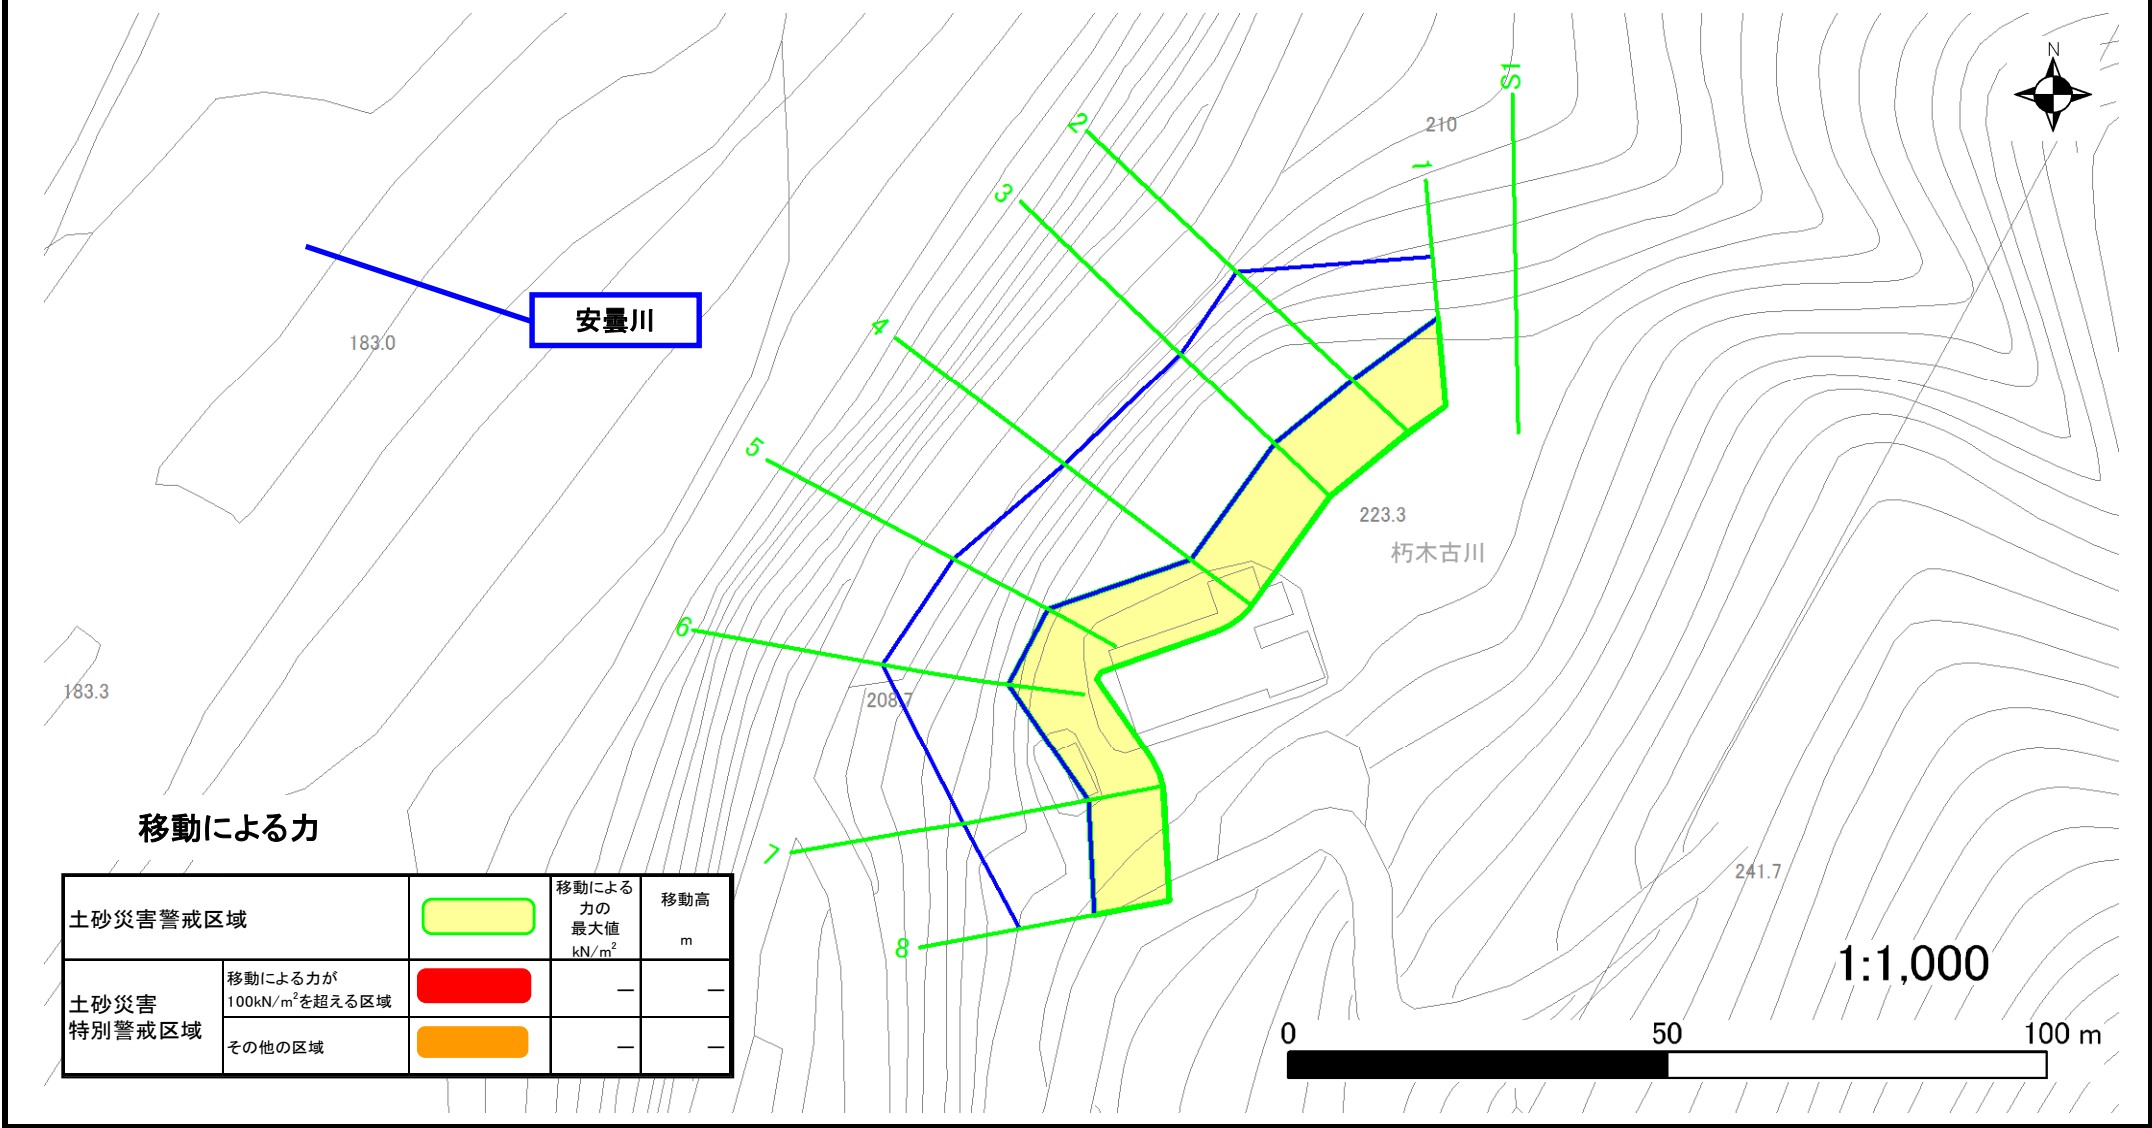 N
S1
2
210
1
3
4
安曇川
183.0
5
223.3
朽木古川
6
183.3
208.7
移動による力
7
241.7
8
土砂災害警戒区域
移動による
力の
最大値
kN/m²
移動高
m
土砂災害
特別警戒区域
移動による力が
100kN/m²を超える区域
―
―
その他の区域
―
―
1:1,000
0
50
100 m